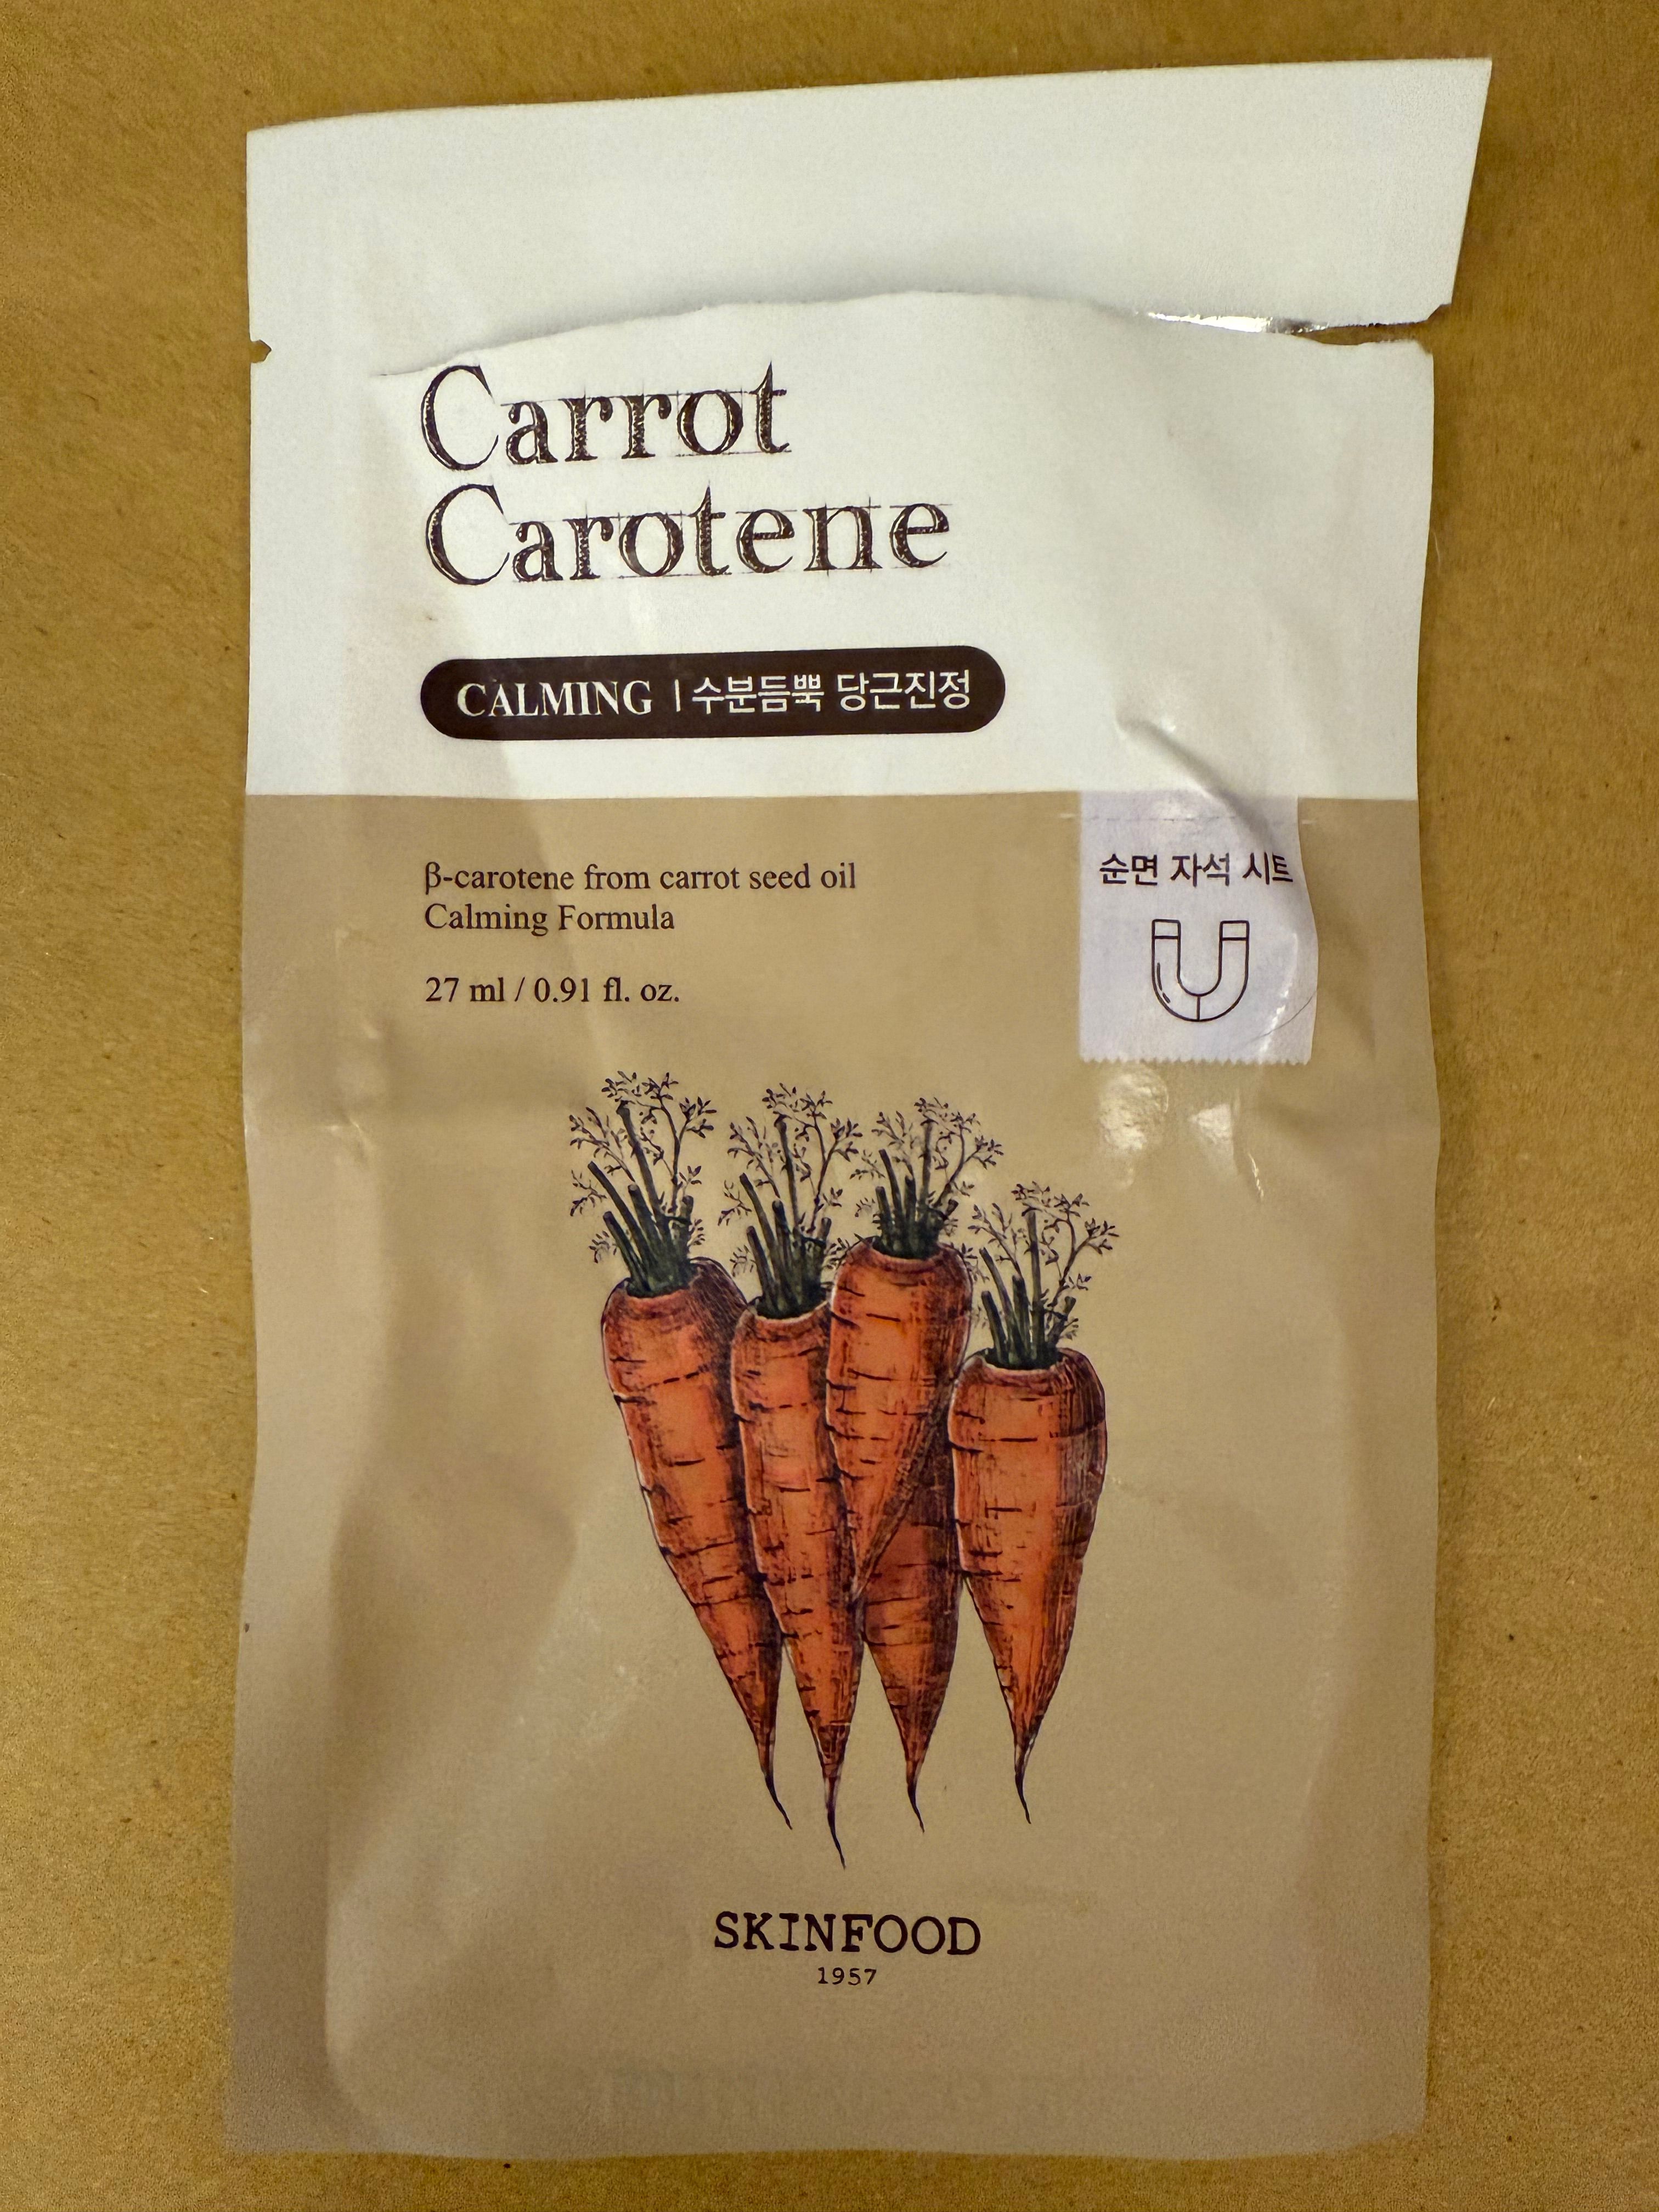 Carrot
Carotene
CALMING | 수분듬뿍 당근진정
β-carotene from carrot seed oil
Calming Formula
27 ml / 0.91 fl. oz.
순면 자석 시트
SKINFOOD
1957